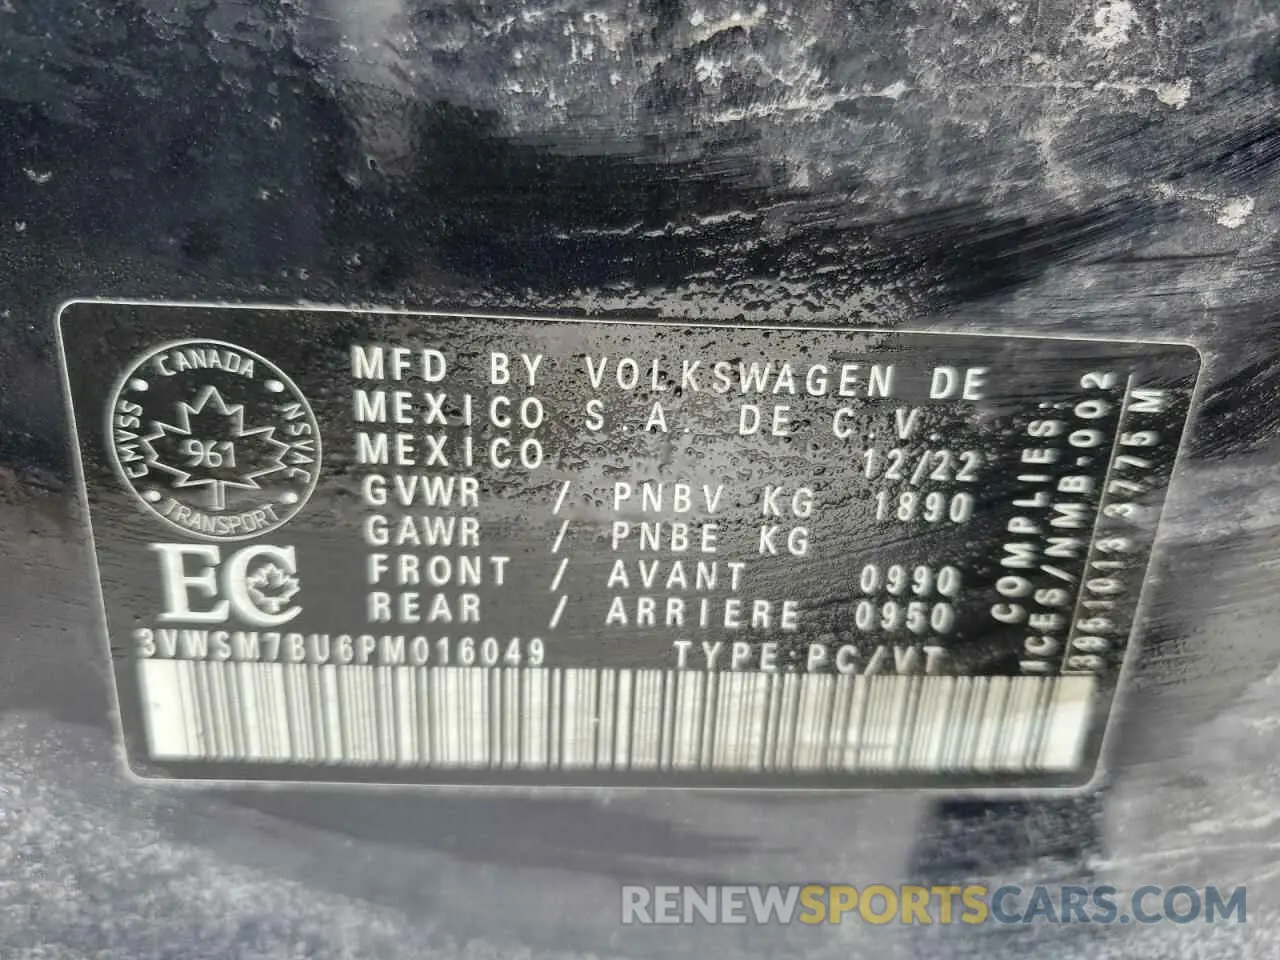 CANADA
CMVSS
NSVAC
961
TRANSPORT
EC
MFD BY VOLKSWAGEN DE
MEXICO S.A. DE C.V.
MEXICO 12/22
GVWR / PNBV KG 1890
GAWR / PNBE KG
FRONT / AVANT 0990
REAR / ARRIERE 0950
3VWSM7BU6PM016049 TYPE:PC/VT
COMPLIES:
ICES/NMB-002
RENEWSPORTSCARS.COM